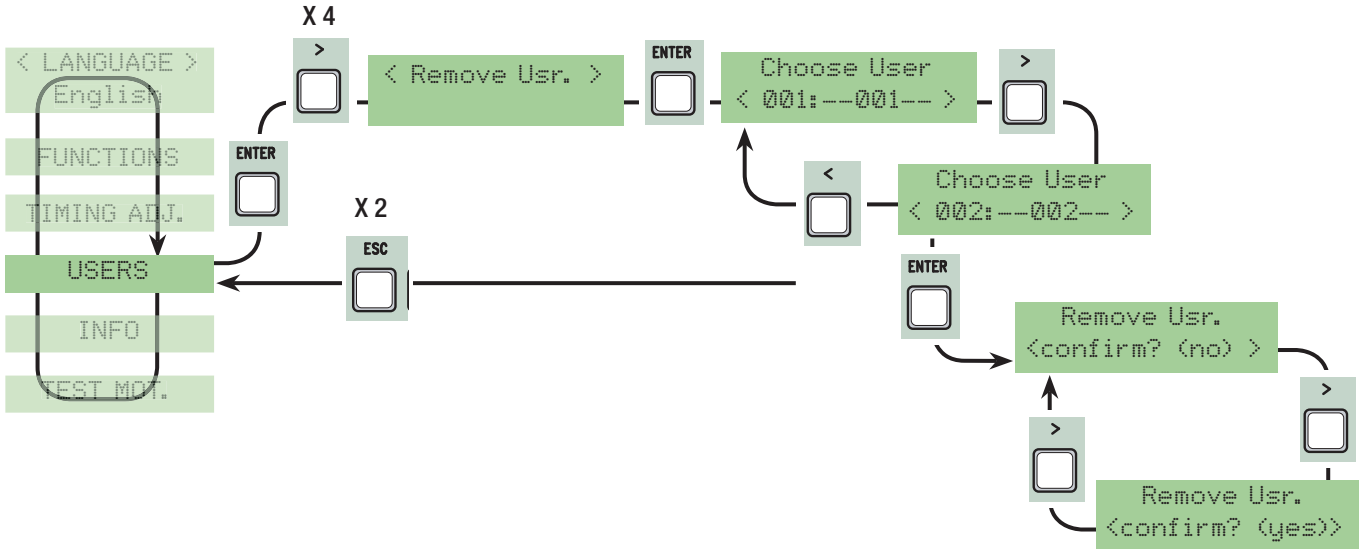 X 4
>
< Remove Usr. >
ENTER
Choose User
< 001:--001-- >
>
< LANGUAGE >
English
FUNCTIONS
TIMING ADJ.
USERS
INFO
TEST MOT.
ENTER
X 2
ESC
<
Choose User
< 002:--002-- >
ENTER
Remove Usr.
<confirm? (no) >
>
>
Remove Usr.
<confirm? (yes)>